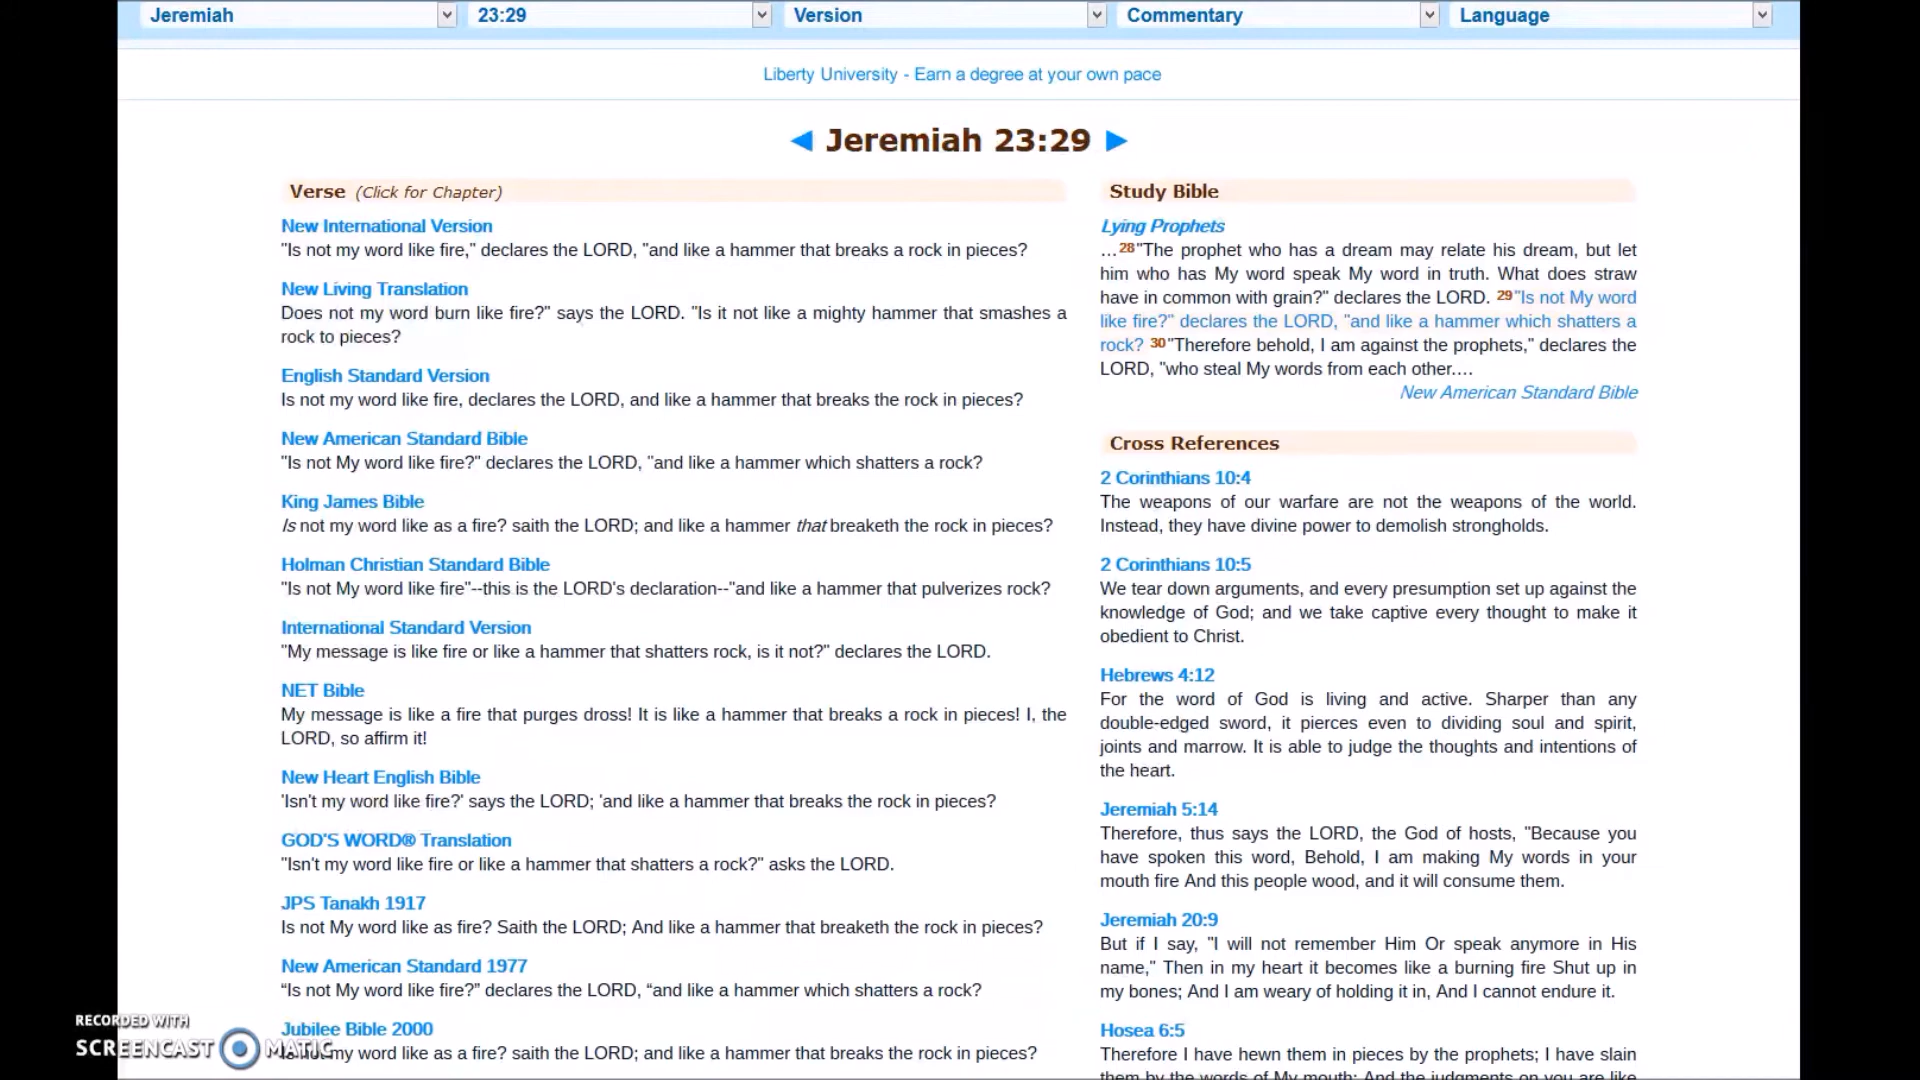 Jeremiah
23:29
Version
Commentary
Language
Liberty University - Earn a degree at your own pace
Jeremiah 23:29
Verse (Click for Chapter)
New International Version
"Is not my word like fire," declares the LORD, "and like a hammer that breaks a rock in pieces?
New Living Translation
Does not my word burn like fire?" says the LORD. "Is it not like a mighty hammer that smashes a
rock to pieces?
English Standard Version
Is not my word like fire, declares the LORD, and like a hammer that breaks the rock in pieces?
New American Standard Bible
"Is not My word like fire?" declares the LORD, "and like a hammer which shatters a rock?
King James Bible
Is not my word like as a fire? saith the LORD; and like a hammer that breaketh the rock in pieces?
Holman Christian Standard Bible
"Is not My word like fire"--this is the LORD's declaration--"and like a hammer that pulverizes rock?
International Standard Version
"My message is like fire or like a hammer that shatters rock, is it not?" declares the LORD.
NET Bible
My message is like a fire that purges dross! It is like a hammer that breaks a rock in pieces! I, the
LORD, so affirm it!
New Heart English Bible
'Isn't my word like fire?' says the LORD; 'and like a hammer that breaks the rock in pieces?
GOD'S WORD® Translation
"Isn't my word like fire or like a hammer that shatters a rock?" asks the LORD.
JPS Tanakh 1917
Is not My word like as fire? Saith the LORD; And like a hammer that breaketh the rock in pieces?
New American Standard 1977
“Is not My word like fire?” declares the LORD, “and like a hammer which shatters a rock?
Jubilee Bible 2000
Is not my word like as a fire? saith the LORD; and like a hammer that breaks the rock in pieces?
Study Bible
Lying Prophets
…28"The prophet who has a dream may relate his dream, but let
him who has My word speak My word in truth. What does straw
have in common with grain?" declares the LORD. 29"Is not My word
like fire?" declares the LORD, "and like a hammer which shatters a
rock? 30"Therefore behold, I am against the prophets," declares the
LORD, "who steal My words from each other.…
New American Standard Bible
Cross References
2 Corinthians 10:4
The weapons of our warfare are not the weapons of the world.
Instead, they have divine power to demolish strongholds.
2 Corinthians 10:5
We tear down arguments, and every presumption set up against the
knowledge of God; and we take captive every thought to make it
obedient to Christ.
Hebrews 4:12
For the word of God is living and active. Sharper than any
double-edged sword, it pierces even to dividing soul and spirit,
joints and marrow. It is able to judge the thoughts and intentions of
the heart.
Jeremiah 5:14
Therefore, thus says the LORD, the God of hosts, "Because you
have spoken this word, Behold, I am making My words in your
mouth fire And this people wood, and it will consume them.
Jeremiah 20:9
But if I say, "I will not remember Him Or speak anymore in His
name," Then in my heart it becomes like a burning fire Shut up in
my bones; And I am weary of holding it in, And I cannot endure it.
Hosea 6:5
Therefore I have hewn them in pieces by the prophets; I have slain
them by the words of My mouth; And the judgments on you are like
RECORDED WITH
SCREENCAST MATIC